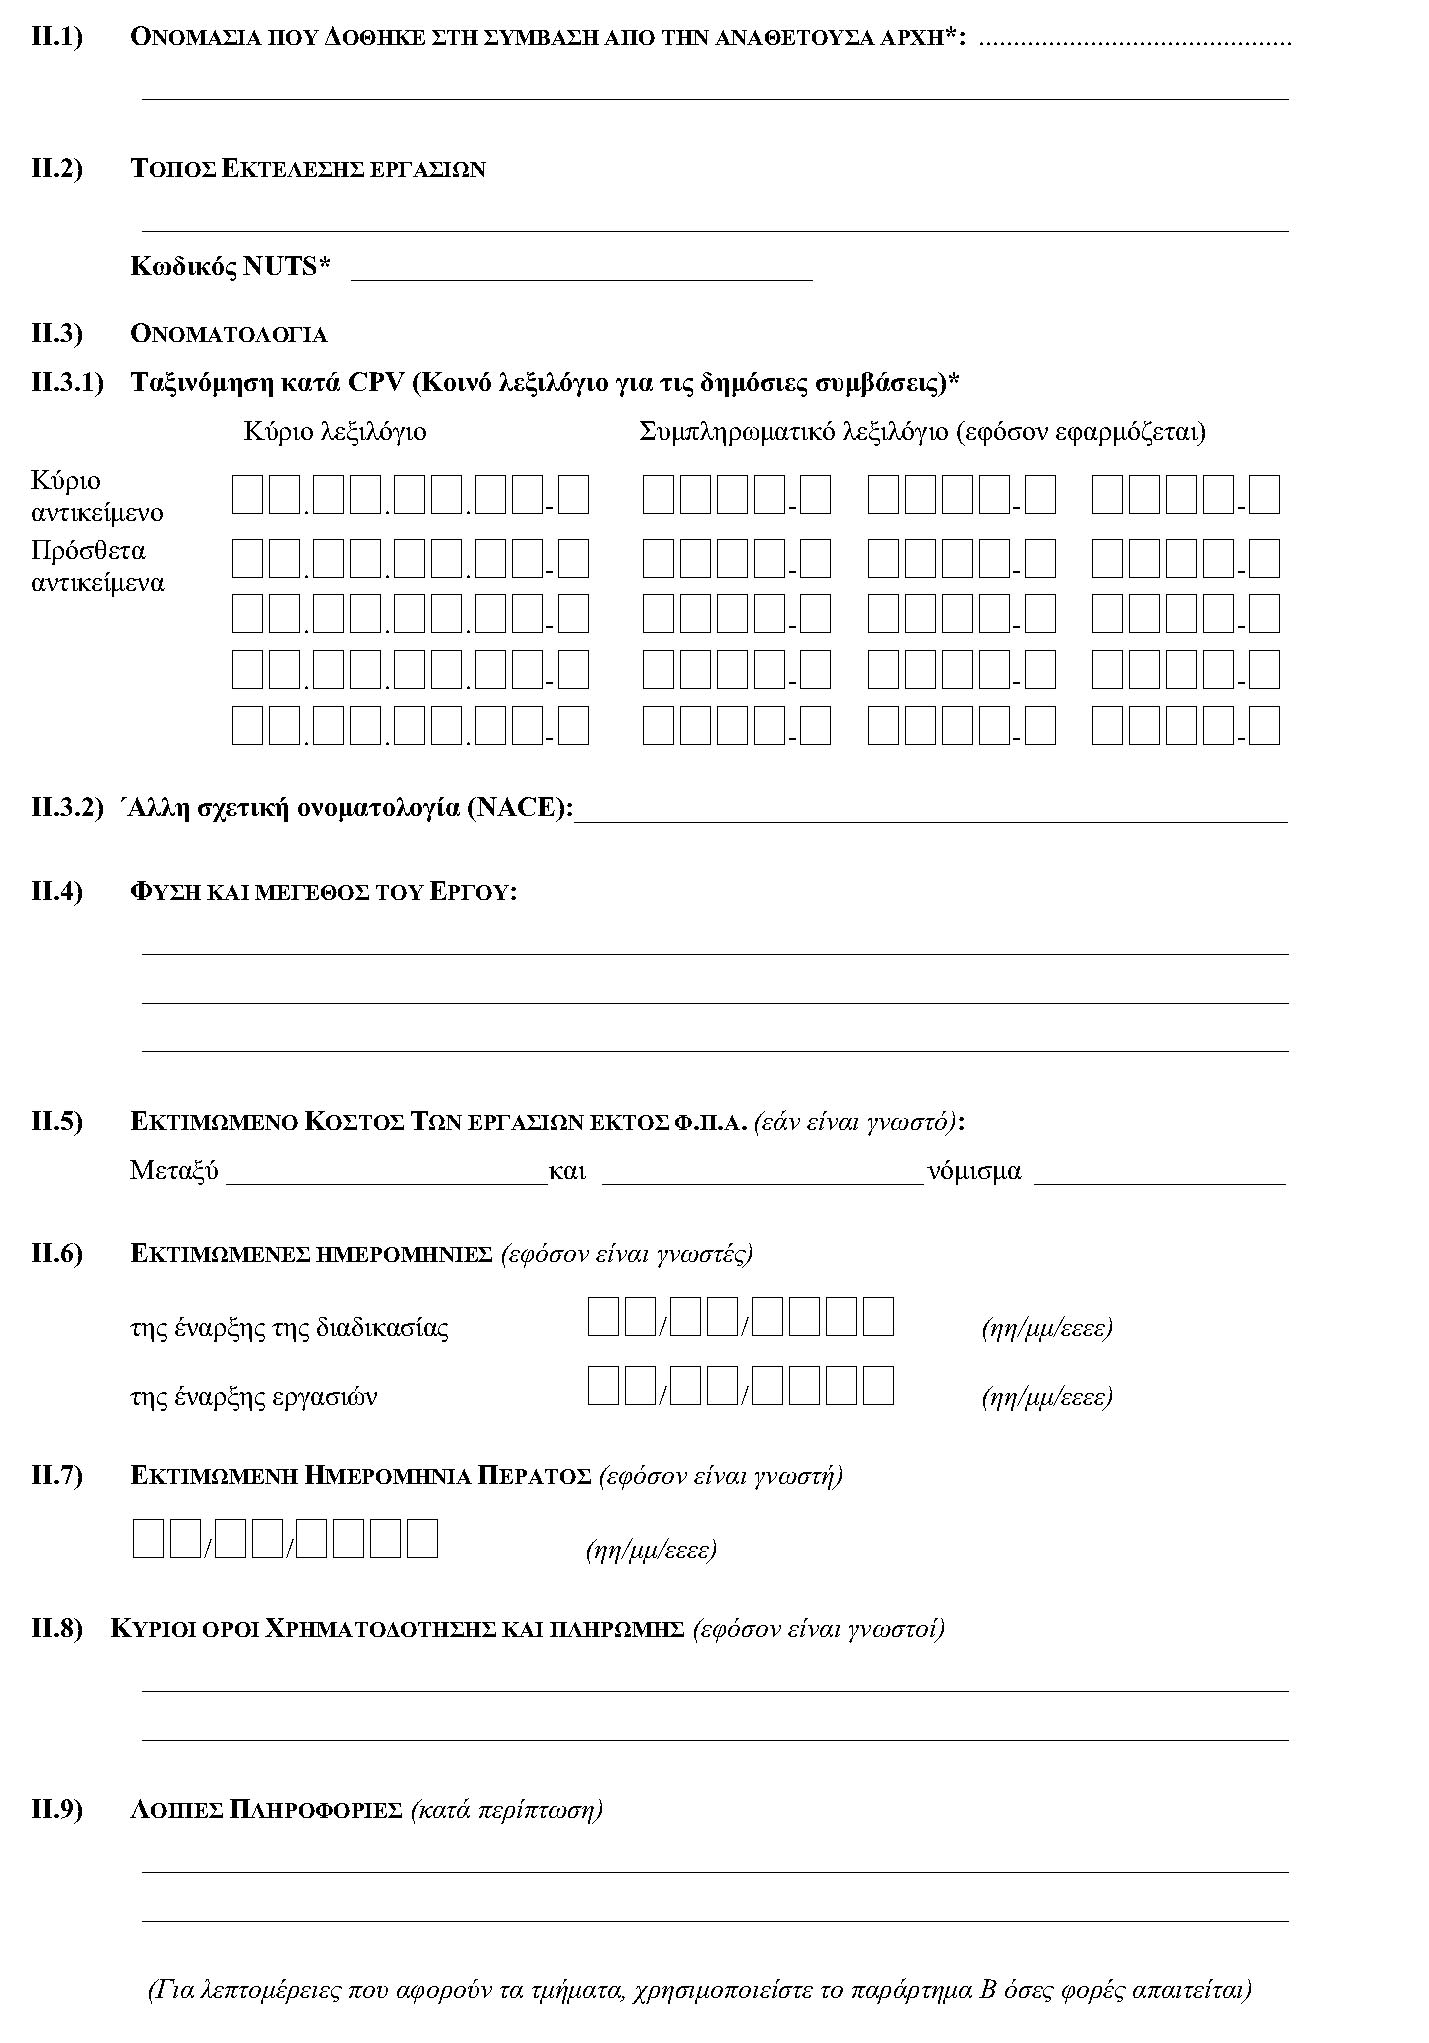 II.1) ΟΝΟΜΑΣΙΑ ΠΟΥ ΔΟΘΗΚΕ ΣΤΗ ΣΥΜΒΑΣΗ ΑΠΟ ΤΗΝ ΑΝΑΘΕΤΟΥΣΑ ΑΡΧΗ*: .............................................
II.2) ΤΟΠΟΣ ΕΚΤΕΛΕΣΗΣ ΕΡΓΑΣΙΩΝ
Κωδικός NUTS*
II.3) ΟΝΟΜΑΤΟΛΟΓΙΑ
II.3.1) Ταξινόμηση κατά CPV (Κοινό λεξιλόγιο για τις δημόσιες συμβάσεις)*
Κύριο λεξιλόγιο Συμπληρωματικό λεξιλόγιο (εφόσον εφαρμόζεται)
Κύριο
αντικείμενο . . . - - - -
Πρόσθετα
αντικείμενα . . . - - - -
. . . - - - -
. . . - - - -
. . . - - - -
II.3.2) ΄Αλλη σχετική ονοματολογία (NACE):
II.4) ΦΥΣΗ ΚΑΙ ΜΕΓΕΘΟΣ ΤΟΥ ΕΡΓΟΥ:
II.5) ΕΚΤΙΜΩΜΕΝΟ ΚΟΣΤΟΣ ΤΩΝ ΕΡΓΑΣΙΩΝ ΕΚΤΟΣ Φ.Π.Α. (εάν είναι γνωστό):
Μεταξύ και νόμισμα
II.6) ΕΚΤΙΜΩΜΕΝΕΣ ΗΜΕΡΟΜΗΝΙΕΣ (εφόσον είναι γνωστές)
της έναρξης της διαδικασίας / / (ηη/μμ/εεεε)
της έναρξης εργασιών / / (ηη/μμ/εεεε)
II.7) ΕΚΤΙΜΩΜΕΝΗ ΗΜΕΡΟΜΗΝΙΑ ΠΕΡΑΤΟΣ (εφόσον είναι γνωστή)
/ / (ηη/μμ/εεεε)
II.8) ΚΥΡΙΟΙ ΟΡΟΙ ΧΡΗΜΑΤΟΔΟΤΗΣΗΣ ΚΑΙ ΠΛΗΡΩΜΗΣ (εφόσον είναι γνωστοί)
II.9) ΛΟΙΠΕΣ ΠΛΗΡΟΦΟΡΙΕΣ (κατά περίπτωση)
(Για λεπτομέρειες που αφορούν τα τμήματα, χρησιμοποιείστε το παράρτημα Β όσες φορές απαιτείται)